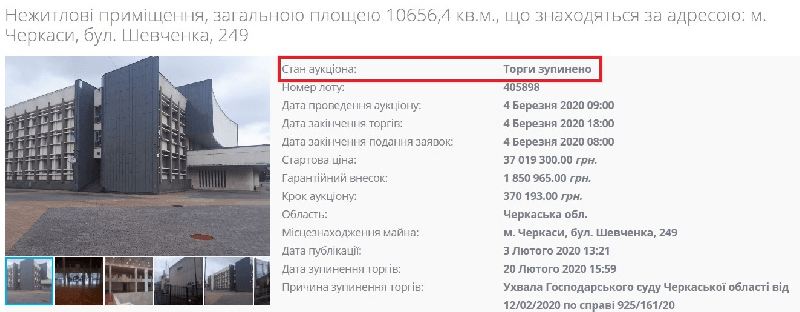 Нежитлові приміщення, загальною площею 10656,4 кв.м., що знаходяться за адресою: м.
Черкаси, бул. Шевченка, 249
Стан аукціона: Торги зупинено
Номер лоту: 405898
Дата проведення аукціону: 4 Березня 2020 09:00
Дата закінчення торгів: 4 Березня 2020 18:00
Дата закінчення подання заявок: 4 Березня 2020 08:00
Стартова ціна: 37 019 300.00 грн.
Гарантійний внесок: 1 850 965.00 грн.
Крок аукціону: 370 193.00 грн.
Область: Черкаська обл.
Місцезнаходження майна: м. Черкаси, бул. Шевченка, 249
Дата публікації: 3 Лютого 2020 13:21
Дата зупинення торгів: 20 Лютого 2020 15:59
Причина зупинення торгів: Ухвала Господарського суду Черкаської області від
12/02/2020 по справі 925/161/20